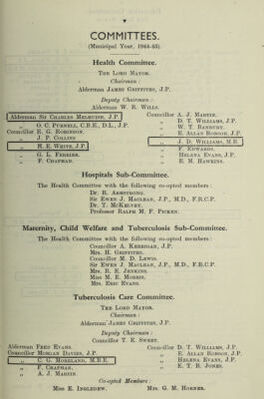 COMMITTEES.
(Municipal Year, 1944-45).
Health Committee.
THE LORD MAYOR.
Chairman :
Alderman JAMES GRIFFITHS, J.P.
Deputy Chairman :
Alderman W. R. WILLS.
Alderman Sir CHARLES MELHUISH, J.P.
„ O. C. PURNELL, C.B.E., D.L., J.P.
Councillor R. G. ROBINSON.
„ J. P. COLLINS
„ H. E. WHITE, J.P.
„ G. L. FERRIER.
„ F. CHAPMAN.
Councillor A. J. MARTIN.
„ D. T. WILLIAMS, J.P.
„ W. T. HANBURY.
„ E. ALLAN ROBSON, J.P.
„ J. D. WILLIAMS, M.B.
„ F. EDWARDS.
„ HELENA EVANS, J.P.
„ E. M. HAWKINS.
Hospitals Sub-Committee.
The Health Committee with the following co-opted members :
Dr. R. ARMSTRONG.
Sir EWEN J. MACLEAN, J.P., M.D., F.R.C.P.
Dr. T. MCKELVEY.
Professor RALPH M. F. PICKEN.
Maternity, Child Welfare and Tuberculosis Sub-Committee.
The Health Committee with the following co-opted members :
Councillor A. KERRIGAN, J.P.
Mrs. H. GRIFFITHS.
Councillor M. D. LEWIS.
Sir EWEN J. MACLEAN, J.P., M.D., F.R.C.P.
Mrs. R. E. JENKINS.
Miss M. E. MORRIS.
Mrs. ERIC EVANS.
Tuberculosis Care Committee.
THE LORD MAYOR.
Chairman :
Alderman JAMES GRIFFITHS, J.P.
Deputy Chairman :
Councillor T. E. SWEET.
Alderman FRED EVANS.
Councillor MORGAN DAVIES, J.P.
„ C. G. MORELAND, M.B.E.
„ F. CHAPMAN.
„ A. J. MARTIN
Councillor D. T. WILLIAMS, J.P.
„ E. ALLAN ROBSON, J.P.
„ HELENA EVANS, J.P.
„ E. T. B. JONES.
Co-opted Members :
Miss E. INGLEDEW.
Mrs. G. M. HORNER.